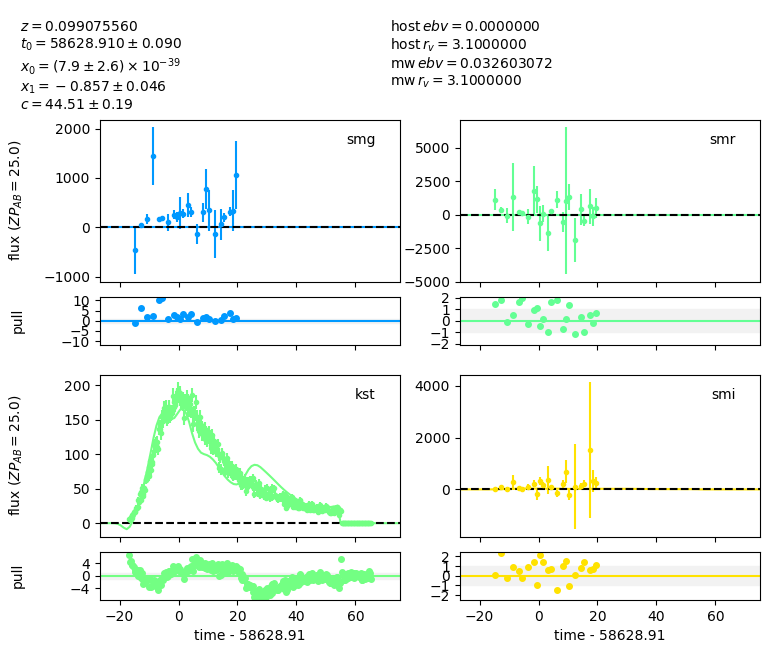 z = 0.099075560
t₀ = 58628.910 ± 0.090
x₀ = (7.9 ± 2.6) × 10⁻³⁹
x₁ = −0.857 ± 0.046
c = 44.51 ± 0.19
host ebv = 0.0000000
host r_v = 3.1000000
mw ebv = 0.032603072
mw r_v = 3.1000000
smg
2000
1000
0
−1000
flux (ZP_AB = 25.0)
smr
5000
2500
0
−2500
−5000
10
5
0
−5
−10
pull
2
1
0
−1
−2
kst
200
150
100
50
0
flux (ZP_AB = 25.0)
smi
4000
2000
0
4
0
−4
pull
2
1
0
−1
−2
−20 0 20 40 60
time - 58628.91
−20 0 20 40 60
time - 58628.91